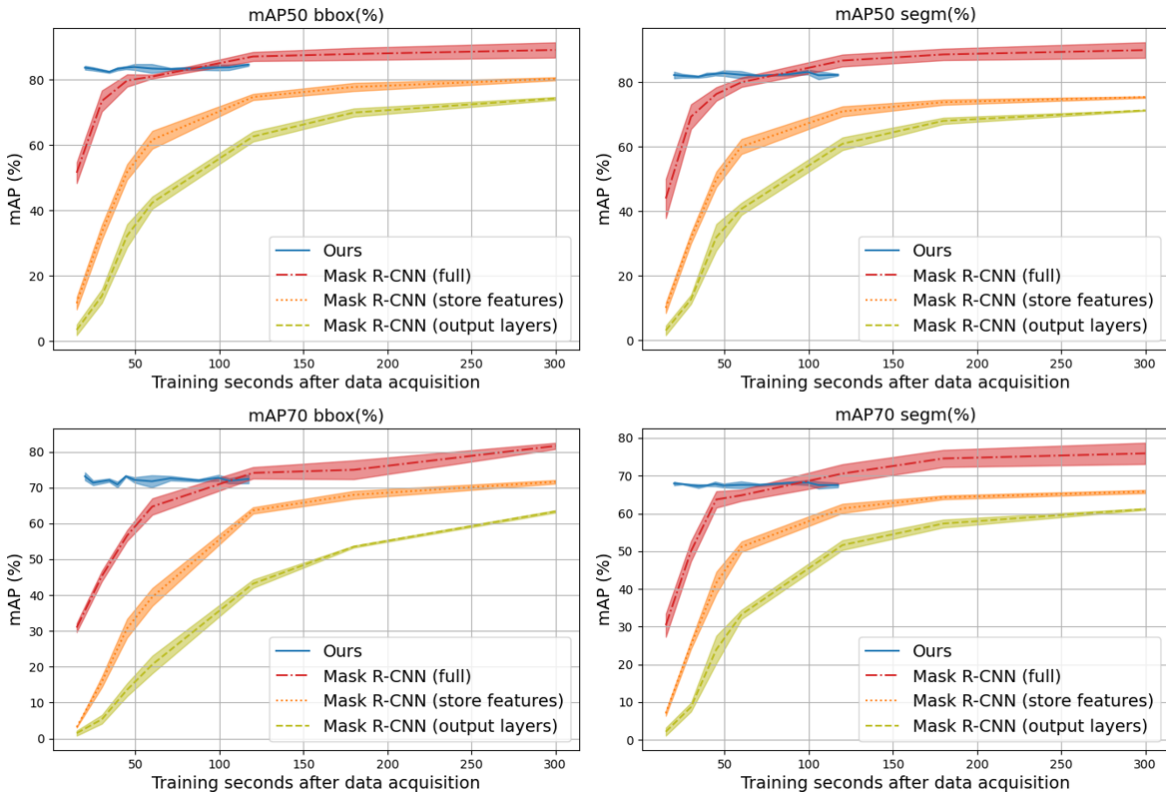 mAP50 bbox(%)
mAP (%)
80
60
40
20
0
50 100 150 200 250 300
Training seconds after data acquisition
Ours
Mask R-CNN (full)
Mask R-CNN (store features)
Mask R-CNN (output layers)
mAP50 segm(%)
mAP (%)
80
60
40
20
0
50 100 150 200 250 300
Training seconds after data acquisition
Ours
Mask R-CNN (full)
Mask R-CNN (store features)
Mask R-CNN (output layers)
mAP70 bbox(%)
mAP (%)
80
70
60
50
40
30
20
10
0
50 100 150 200 250 300
Training seconds after data acquisition
Ours
Mask R-CNN (full)
Mask R-CNN (store features)
Mask R-CNN (output layers)
mAP70 segm(%)
mAP (%)
80
70
60
50
40
30
20
10
0
50 100 150 200 250 300
Training seconds after data acquisition
Ours
Mask R-CNN (full)
Mask R-CNN (store features)
Mask R-CNN (output layers)